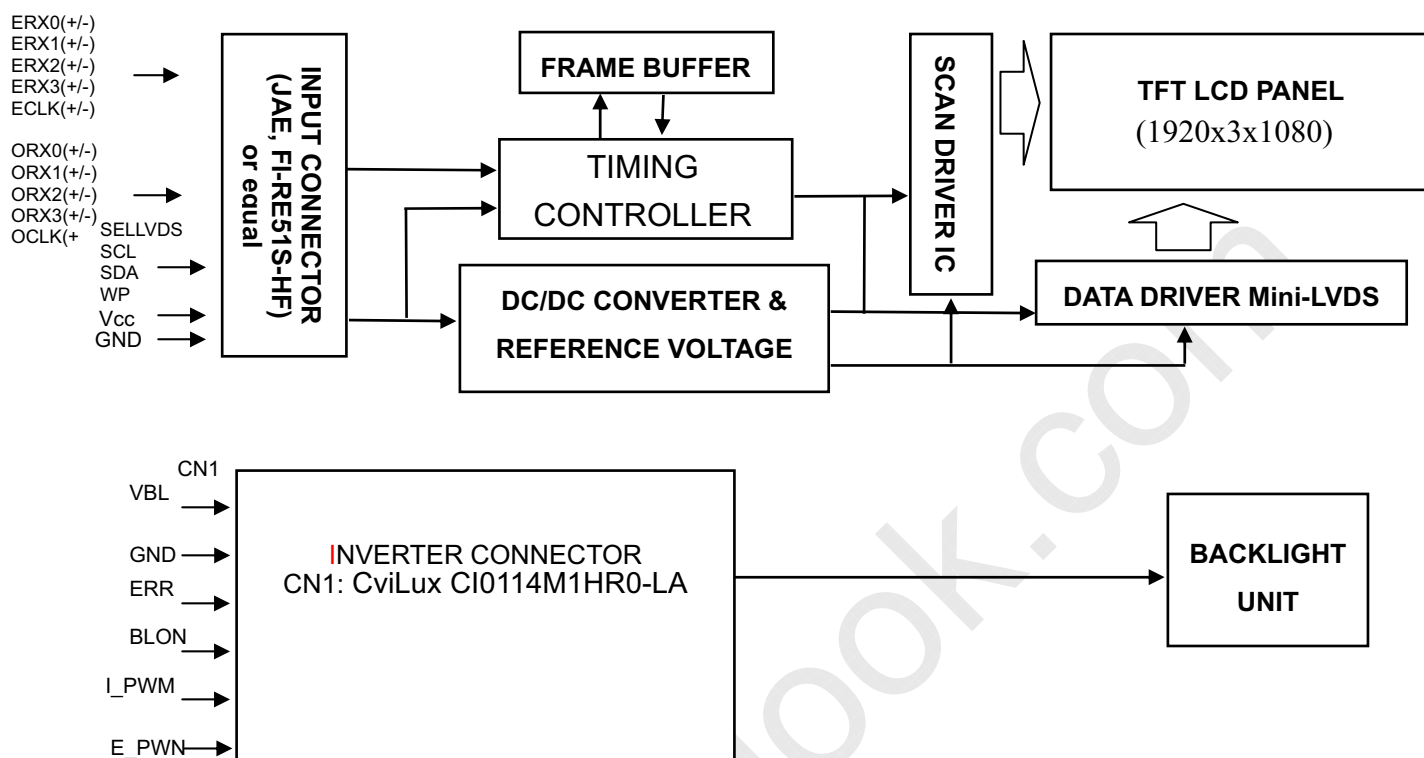 ERX0(+/-)
ERX1(+/-)
ERX2(+/-)
ERX3(+/-)
ECLK(+/-)
ORX0(+/-)
ORX1(+/-)
ORX2(+/-)
ORX3(+/-)
OCLK(+
SELLVDS
SCL
SDA
WP
Vcc
GND
INPUT CONNECTOR
(JAE, FI-RE51S-HF)
or equal
FRAME BUFFER
TIMING
CONTROLLER
DC/DC CONVERTER &
REFERENCE VOLTAGE
SCAN DRIVER IC
TFT LCD PANEL
(1920x3x1080)
DATA DRIVER Mini-LVDS
CN1
VBL
GND
ERR
BLON
I_PWM
E_PWN
INVERTER CONNECTOR
CN1: CviLux CI0114M1HR0-LA
BACKLIGHT
UNIT
ook.com